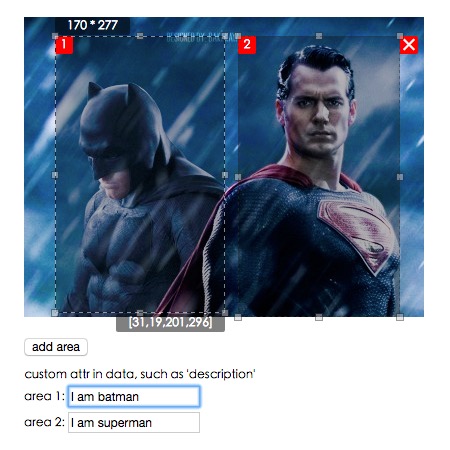 170 * 277
1
2
[31,19,201,296]
add area
custom attr in data, such as 'description'
area 1: I am batman
area 2: I am superman